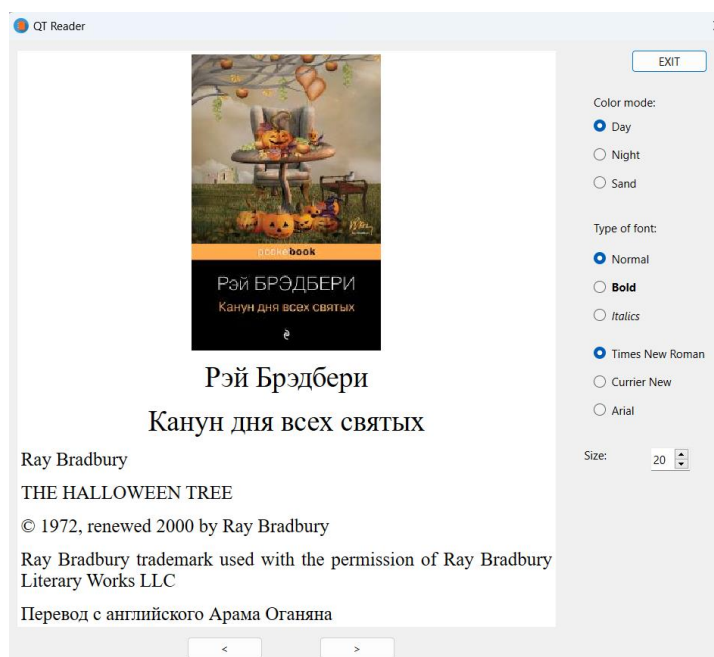 QT Reader
pocketbook
Рэй БРЭДБЕРИ
Канун дня всех святых
Рэй Брэдбери
Канун дня всех святых
Ray Bradbury
THE HALLOWEEN TREE
© 1972, renewed 2000 by Ray Bradbury
Ray Bradbury trademark used with the permission of Ray Bradbury
Literary Works LLC
Перевод с английского Арама Оганяна
<
>
EXIT
Color mode:
Day
Night
Sand
Type of font:
Normal
Bold
Italics
Times New Roman
Currier New
Arial
Size:
20